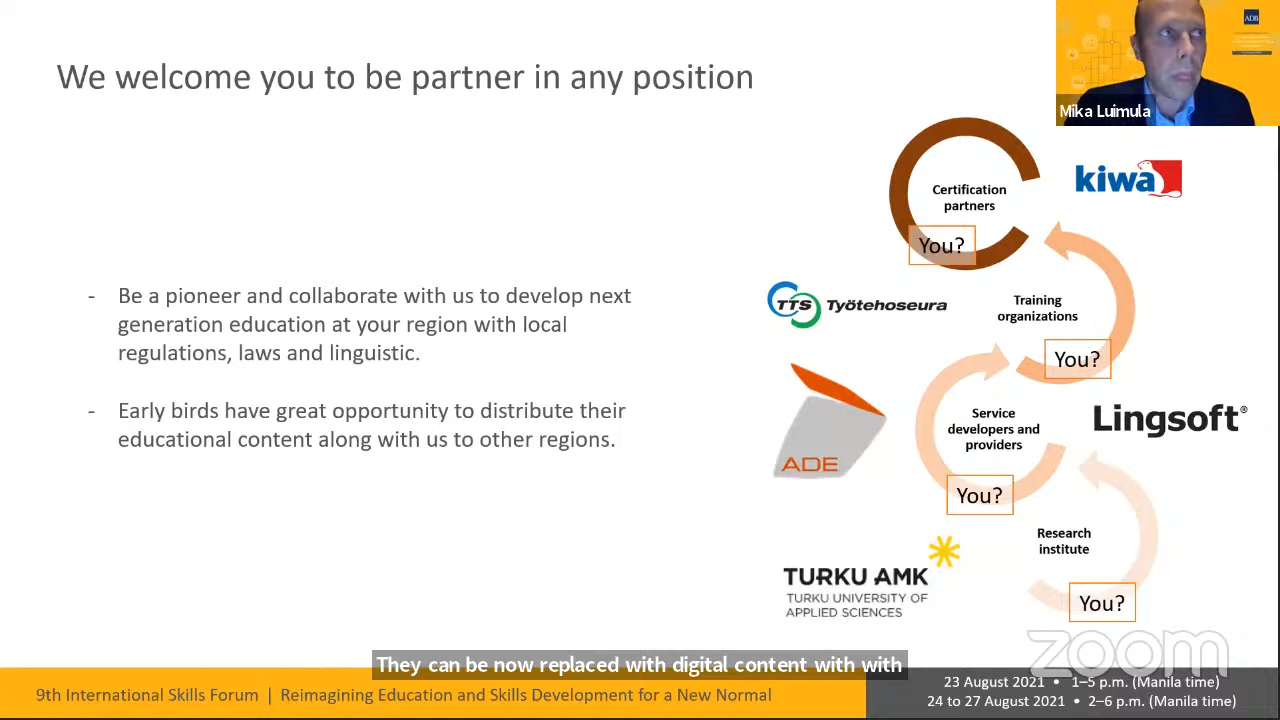 We welcome you to be partner in any position
ADB
Mika Luimula
Certification
partners
You?
kiwa
- Be a pioneer and collaborate with us to develop next
generation education at your region with local
regulations, laws and linguistic.
- Early birds have great opportunity to distribute their
educational content along with us to other regions.
TTS Työtehoseura
Training
organizations
You?
ADE
Service
developers and
providers
You?
Lingsoft®
Research
institute
You?
TURKU AMK
TURKU UNIVERSITY OF
APPLIED SCIENCES
zoom
They can be now replaced with digital content with with
9th International Skills Forum | Reimagining Education and Skills Development for a New Normal
23 August 2021 • 1–5 p.m. (Manila time)
24 to 27 August 2021 • 2–6 p.m. (Manila time)